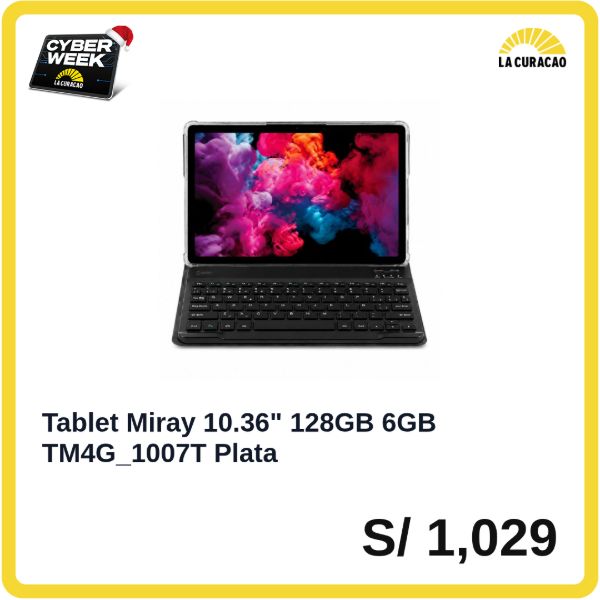 CYBER
WEEK
LA CURACAO
LA CURACAO
Tablet Miray 10.36" 128GB 6GB
TM4G_1007T Plata
S/ 1,029